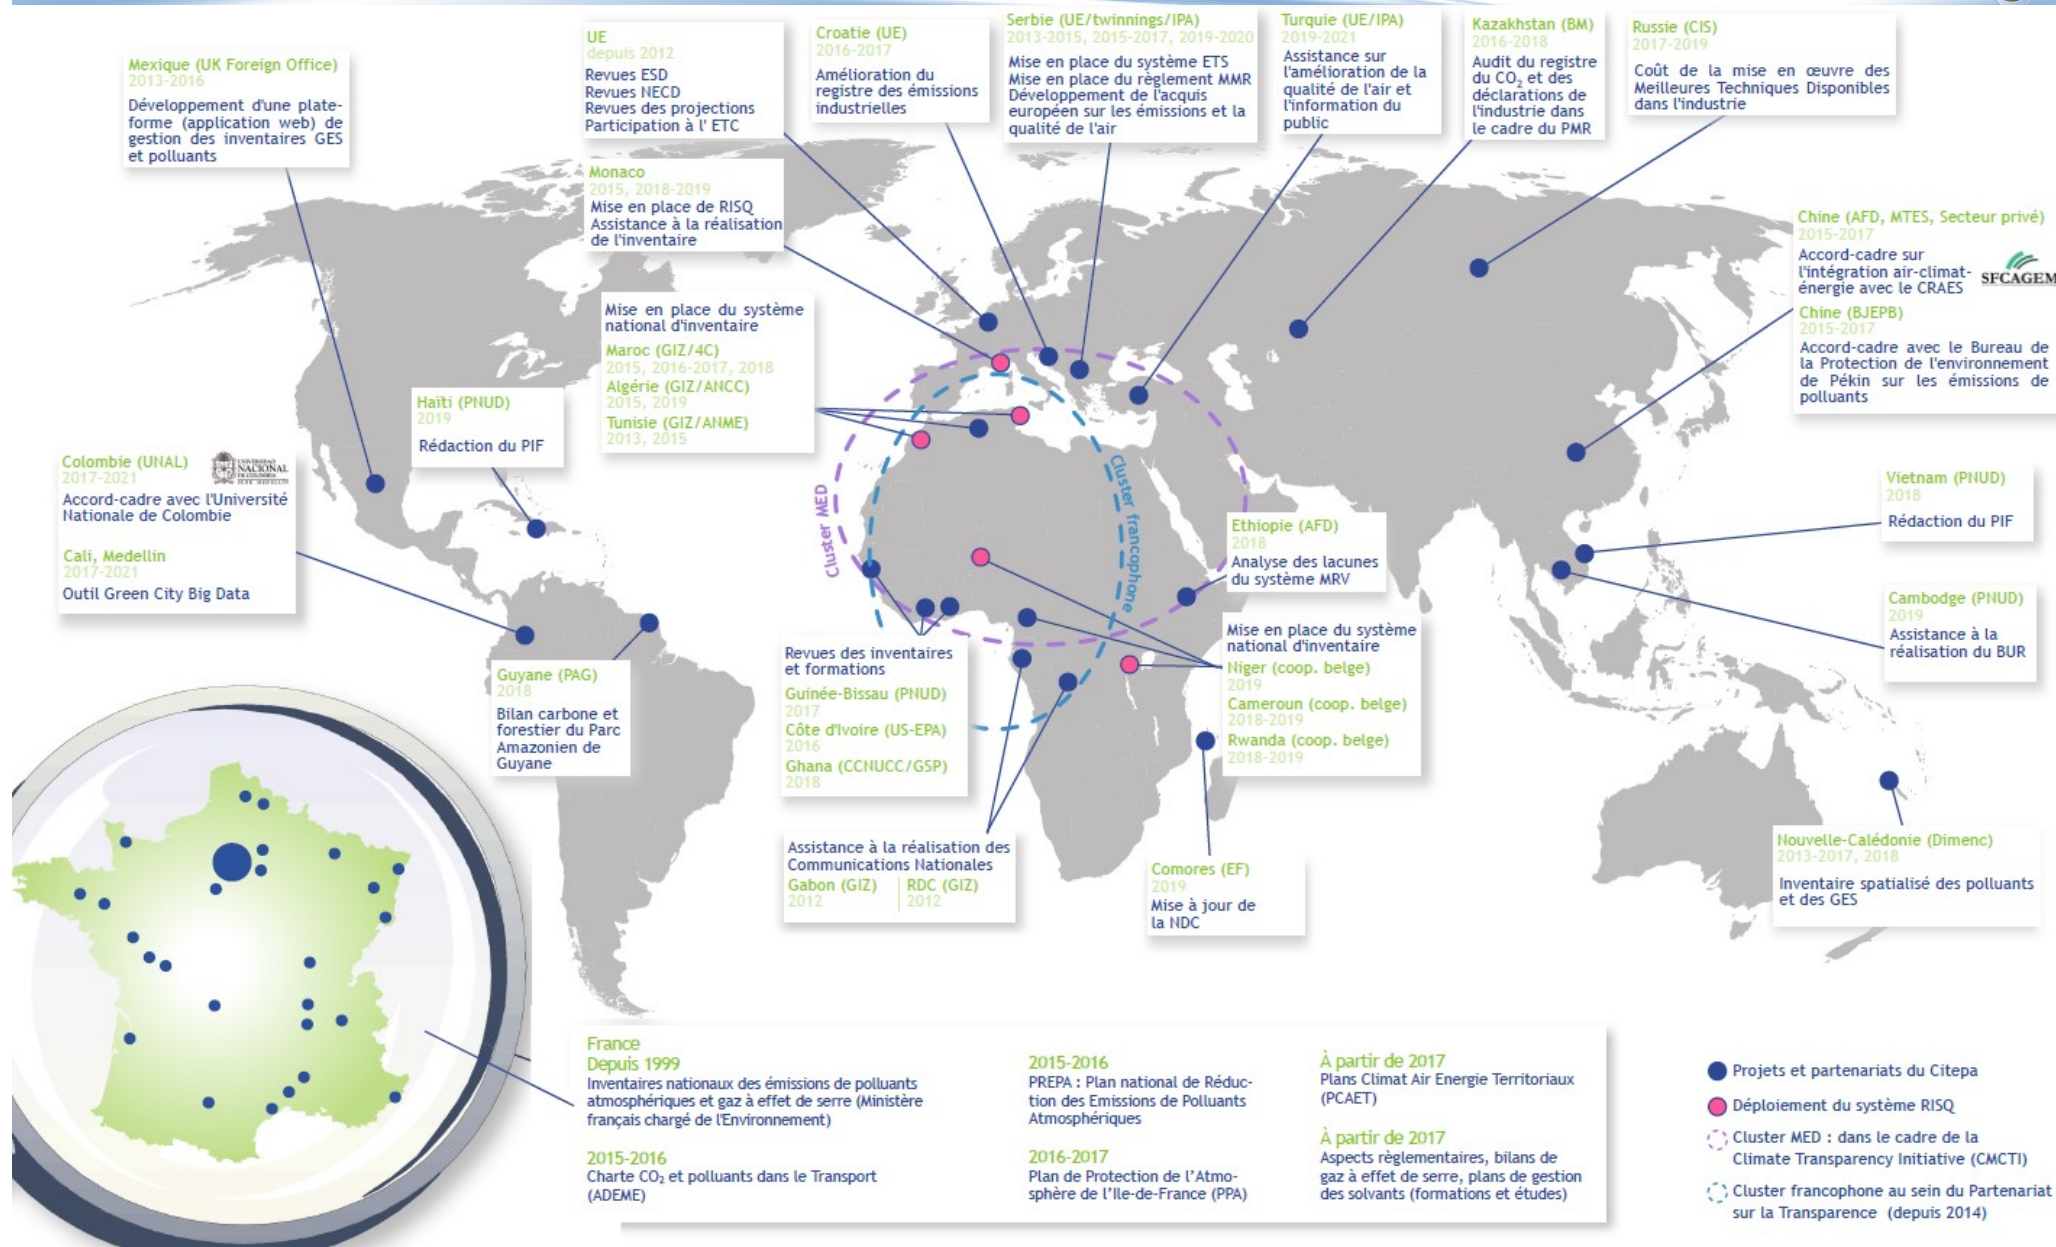 Mexique (UK Foreign Office)
2013-2016
Développement d'une plate-
forme (application web) de
gestion des inventaires GES
et polluants
UE
depuis 2012
Revues ESD
Revues NECD
Revues des projections
Participation à l' ETC
Croatie (UE)
2016-2017
Amélioration du
registre des émissions
industrielles
Serbie (UE/twinnings/IPA)
2013-2015, 2015-2017, 2019-2020
Mise en place du système ETS
Mise en place du règlement MMR
Développement de l'acquis
européen sur les émissions et la
qualité de l'air
Turquie (UE/IPA)
2019-2021
Assistance sur
l'amélioration de la
qualité de l'air et
l'information du
public
Kazakhstan (BM)
2016-2018
Audit du registre
du CO₂ et des
déclarations de
l'industrie dans
le cadre du PMR
Russie (CIS)
2017-2019
Coût de la mise en œuvre des
Meilleures Techniques Disponibles
dans l'industrie
Monaco
2015, 2018-2019
Mise en place de RISQ
Assistance à la réalisation
de l'inventaire
Chine (AFD, MTES, Secteur privé)
2015-2017
Accord-cadre sur
l'intégration air-climat-
énergie avec le CRAES
SFCAGEM
Chine (BJEPB)
2015-2017
Accord-cadre avec le Bureau de
la Protection de l'environnement
de Pékin sur les émissions de
polluants
Mise en place du système
national d'inventaire
Maroc (GIZ/4C)
2015, 2016-2017, 2018
Algérie (GIZ/ANCC)
2015, 2019
Tunisie (GIZ/ANME)
2013, 2015
Haïti (PNUD)
2019
Rédaction du PIF
Colombie (UNAL)
2017-2021
UNIVERSIDAD
NACIONAL
DE COLOMBIA
SEDE MEDELLÍN
Accord-cadre avec l'Université
Nationale de Colombie
Cali, Medellin
2017-2021
Outil Green City Big Data
Cluster MED
Cluster francophone
Vietnam (PNUD)
2018
Rédaction du PIF
Ethiopie (AFD)
2018
Analyse des lacunes
du système MRV
Cambodge (PNUD)
2019
Assistance à la
réalisation du BUR
Mise en place du système
national d'inventaire
Niger (coop. belge)
2019
Cameroun (coop. belge)
2018-2019
Rwanda (coop. belge)
2018-2019
Revues des inventaires
et formations
Guinée-Bissau (PNUD)
2017
Côte d'Ivoire (US-EPA)
2016
Ghana (CCNUCC/GSP)
2018
Guyane (PAG)
2018
Bilan carbone et
forestier du Parc
Amazonien de
Guyane
Assistance à la réalisation des
Communications Nationales
Gabon (GIZ)
2012
RDC (GIZ)
2012
Comores (EF)
2019
Mise à jour de
la NDC
Nouvelle-Calédonie (Dimenc)
2013-2017, 2018
Inventaire spatialisé des polluants
et des GES
France
Depuis 1999
Inventaires nationaux des émissions de polluants
atmosphériques et gaz à effet de serre (Ministère
français chargé de l'Environnement)
2015-2016
Charte CO₂ et polluants dans le Transport
(ADEME)
2015-2016
PREPA : Plan national de Réduc-
tion des Emissions de Polluants
Atmosphériques
2016-2017
Plan de Protection de l'Atmo-
sphère de l'Ile-de-France (PPA)
À partir de 2017
Plans Climat Air Energie Territoriaux
(PCAET)
À partir de 2017
Aspects règlementaires, bilans de
gaz à effet de serre, plans de gestion
des solvants (formations et études)
Projets et partenariats du Citepa
Déploiement du système RISQ
Cluster MED : dans le cadre de la
Climate Transparency Initiative (CMCTI)
Cluster francophone au sein du Partenariat
sur la Transparence (depuis 2014)